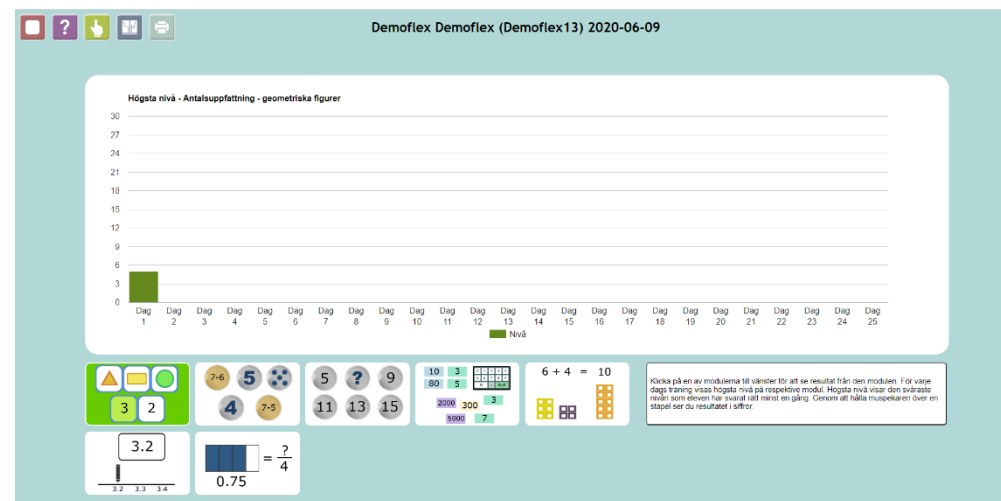 ?
Demoflex Demoflex (Demoflex13) 2020-06-09
Högsta nivå - Antalsuppfattning - geometriska figurer
30
27
24
21
18
15
12
9
6
3
0
Dag 1 Dag 2 Dag 3 Dag 4 Dag 5 Dag 6 Dag 7 Dag 8 Dag 9 Dag 10 Dag 11 Dag 12 Dag 13 Dag 14 Dag 15 Dag 16 Dag 17 Dag 18 Dag 19 Dag 20 Dag 21 Dag 22 Dag 23 Dag 24 Dag 25
Nivå
3 2
7-6 5
4 7-5
5 ? 9
11 13 15
10 3
80 5
2000 300 3
5000 7
6 + 4 = 10
Klicka på en av modulerna till vänster för att se resultat från den modulen. För varje
dags träning visas högsta nivå på respektive modul. Högsta nivå visar den svåraste
nivån som eleven har svarat rätt minst en gång. Genom att hålla muspekaren över en
stapel ser du resultatet i siffror.
3.2
3.2 3.3 3.4
= ?
4
0.75